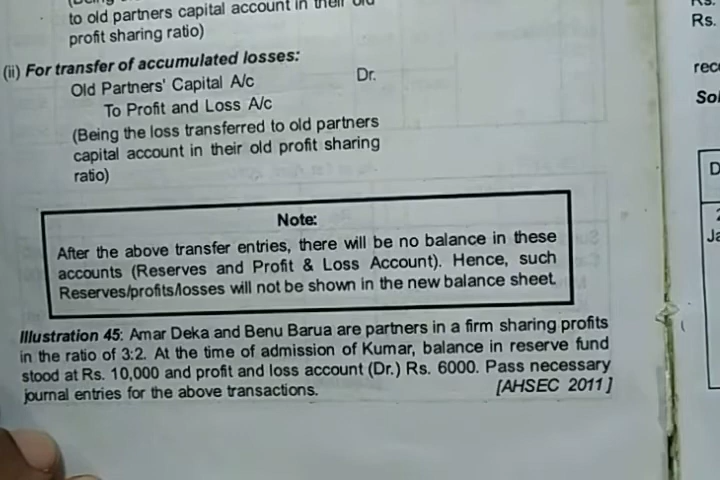 to old partners capital account in their old
profit sharing ratio)
(ii) For transfer of accumulated losses:
Old Partners' Capital A/c Dr.
To Profit and Loss A/c
(Being the loss transferred to old partners
capital account in their old profit sharing
ratio)
Note:
After the above transfer entries, there will be no balance in these
accounts (Reserves and Profit & Loss Account). Hence, such
Reserves/profits/losses will not be shown in the new balance sheet.
Illustration 45: Amar Deka and Benu Barua are partners in a firm sharing profits
in the ratio of 3:2. At the time of admission of Kumar, balance in reserve fund
stood at Rs. 10,000 and profit and loss account (Dr.) Rs. 6000. Pass necessary
journal entries for the above transactions. [AHSEC 2011]
Rs.